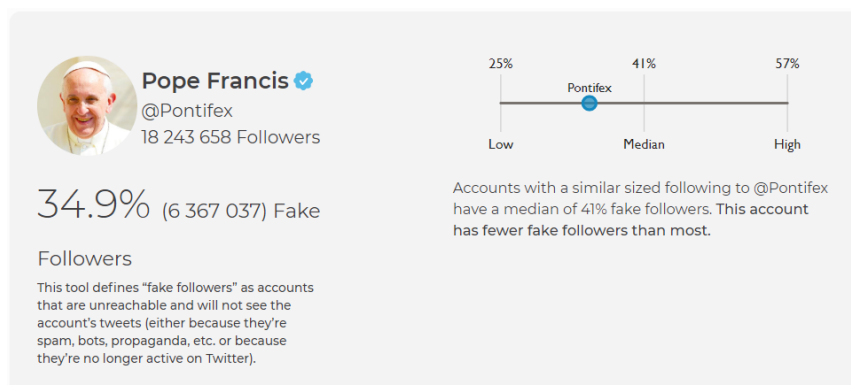 Pope Francis
@Pontifex
18 243 658 Followers
34.9% (6 367 037) Fake
Followers
This tool defines “fake followers” as accounts
that are unreachable and will not see the
account’s tweets (either because they’re
spam, bots, propaganda, etc. or because
they’re no longer active on Twitter).
25% 41% 57%
Pontifex
Low Median High
Accounts with a similar sized following to @Pontifex
have a median of 41% fake followers. This account
has fewer fake followers than most.